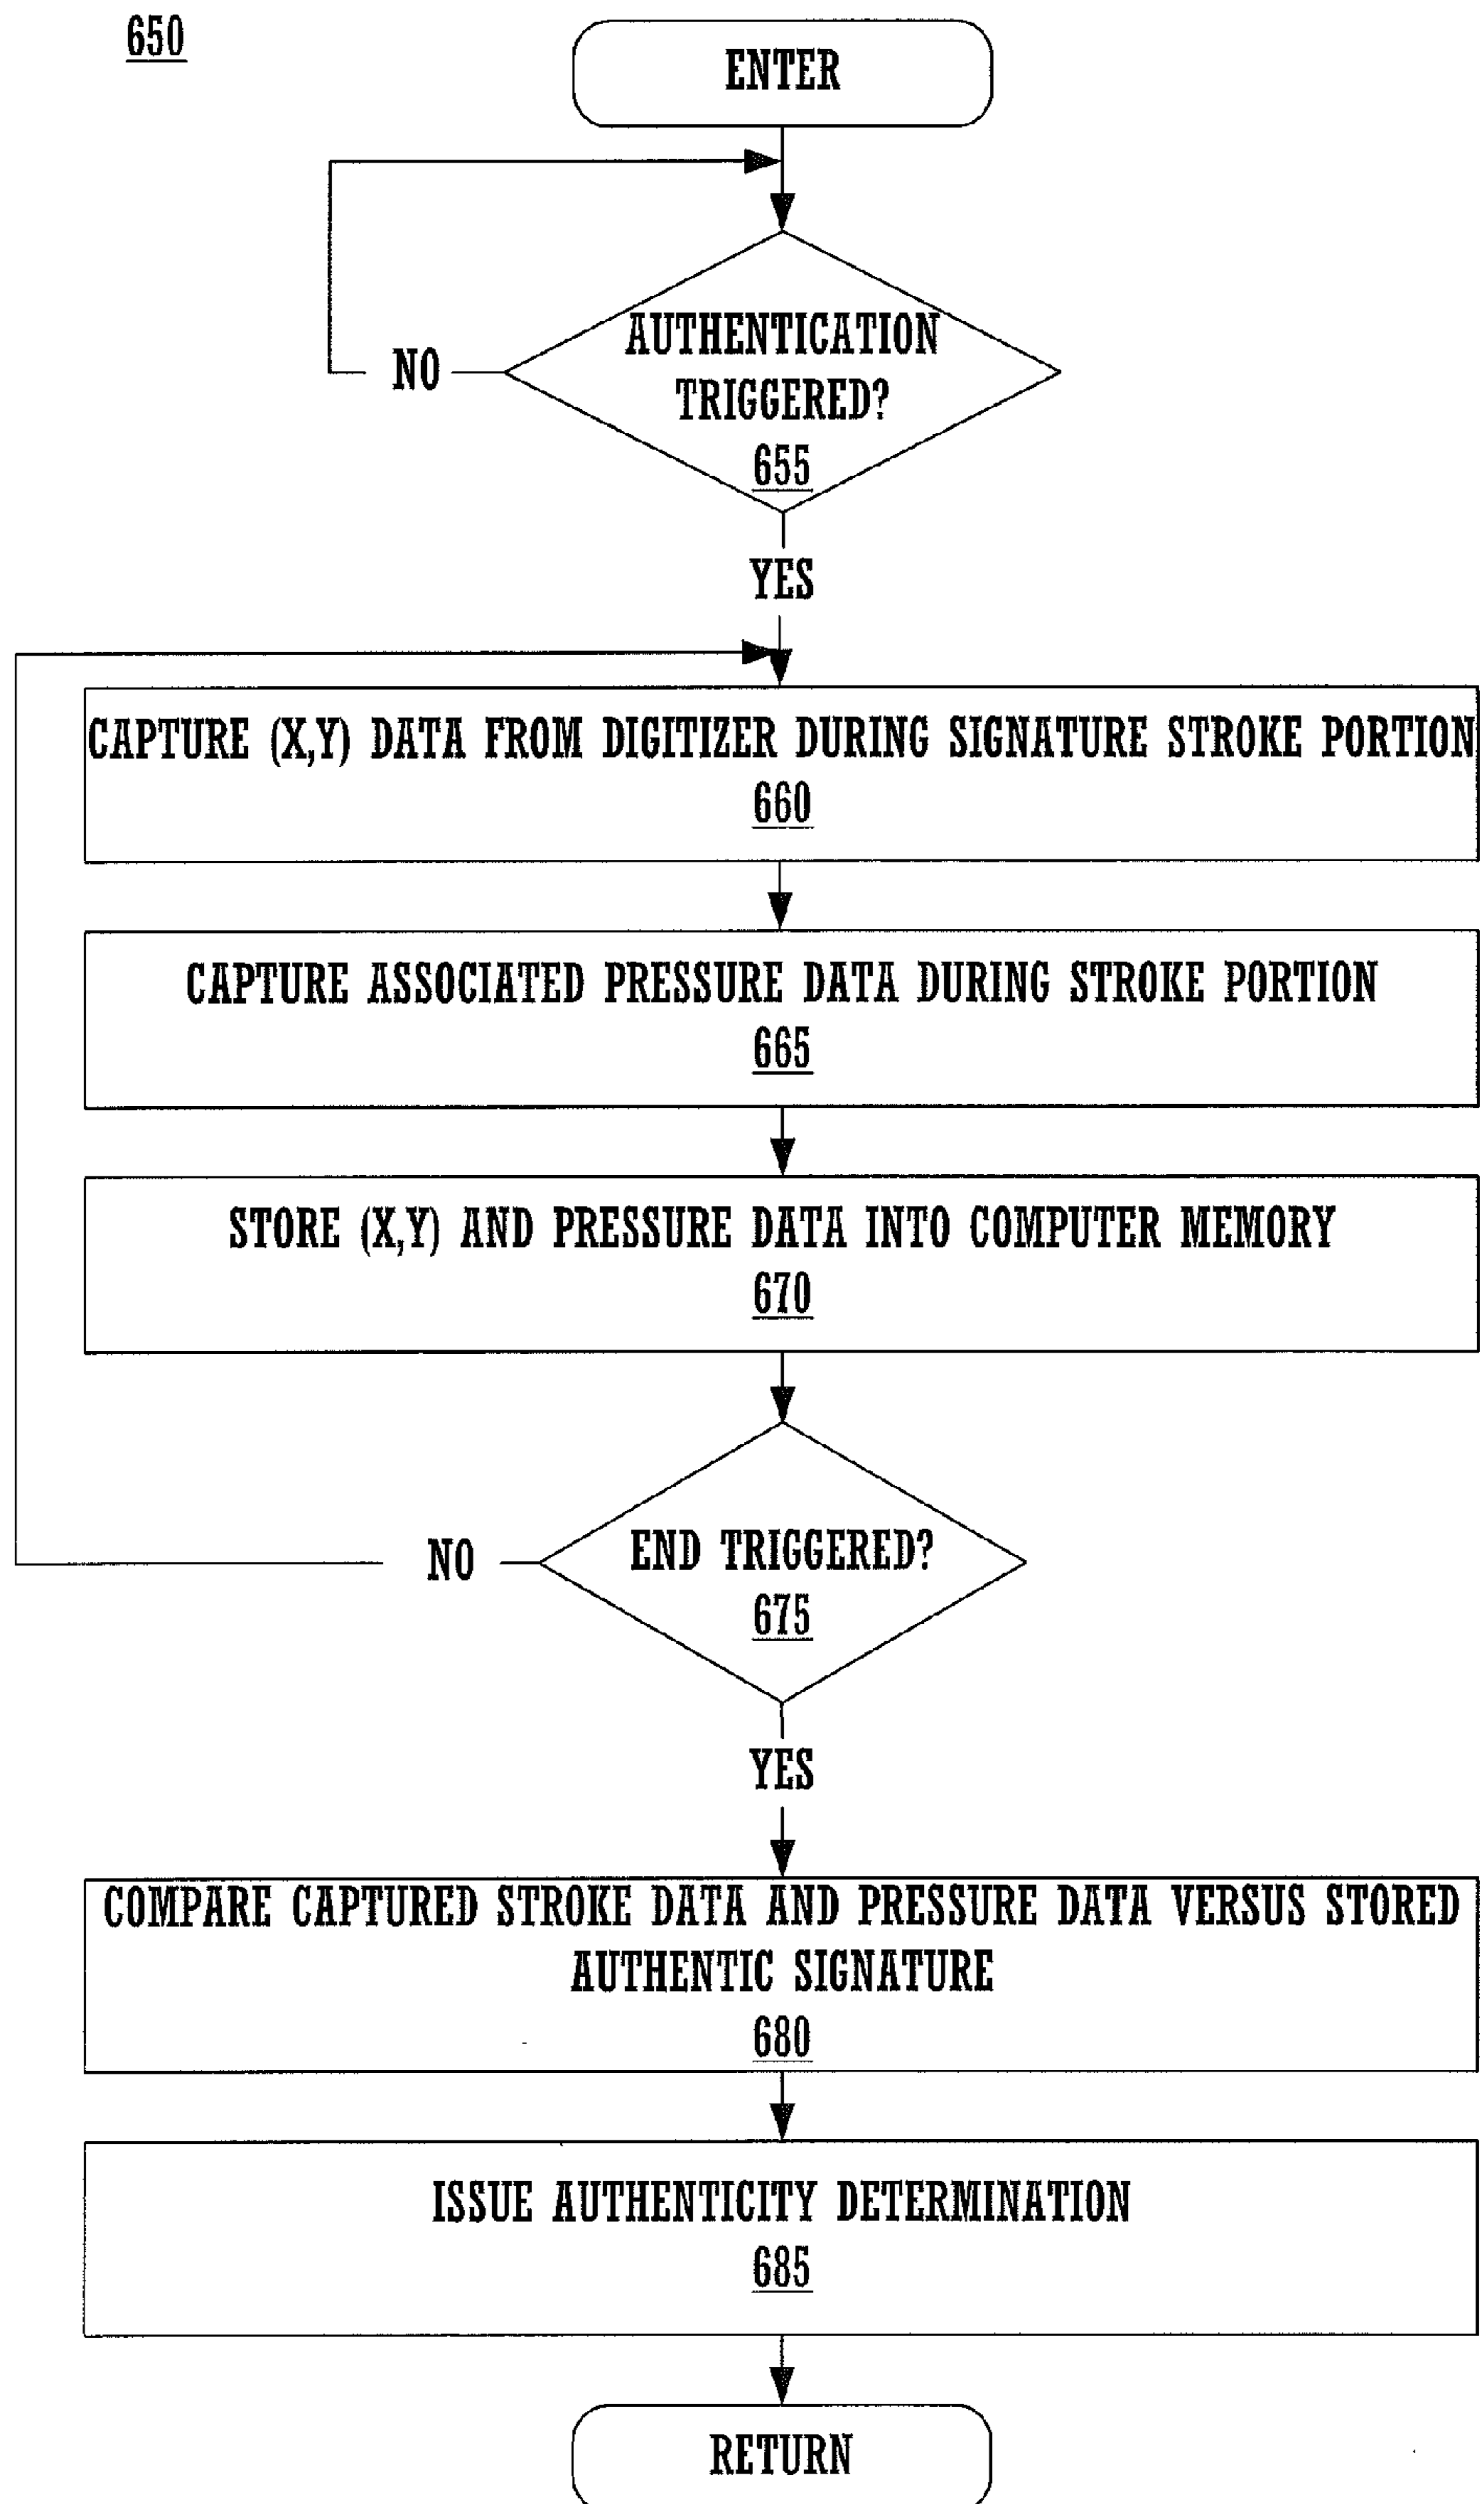 650
ENTER
AUTHENTICATION
TRIGGERED?
655
NO
YES
CAPTURE (X,Y) DATA FROM DIGITIZER DURING SIGNATURE STROKE PORTION
660
CAPTURE ASSOCIATED PRESSURE DATA DURING STROKE PORTION
665
STORE (X,Y) AND PRESSURE DATA INTO COMPUTER MEMORY
670
END TRIGGERED?
675
NO
YES
COMPARE CAPTURED STROKE DATA AND PRESSURE DATA VERSUS STORED
AUTHENTIC SIGNATURE
680
ISSUE AUTHENTICITY DETERMINATION
685
RETURN